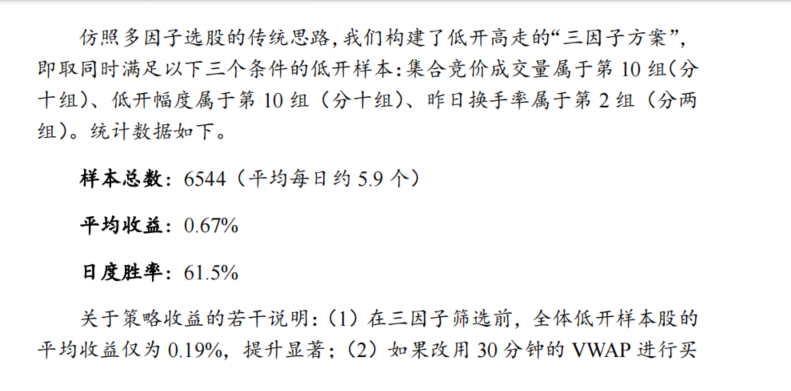 仿照多因子选股的传统思路，我们构建了低开高走的“三因子方案”，
即取同时满足以下三个条件的低开样本：集合竞价成交量属于第 10 组（分
十组）、低开幅度属于第 10 组（分十组）、昨日换手率属于第 2 组（分两
组）。统计数据如下。
样本总数：6544（平均每日约 5.9 个）
平均收益：0.67%
日度胜率：61.5%
关于策略收益的若干说明：（1）在三因子筛选前，全体低开样本股的
平均收益仅为 0.19%，提升显著；（2）如果改用 30 分钟的 VWAP 进行买